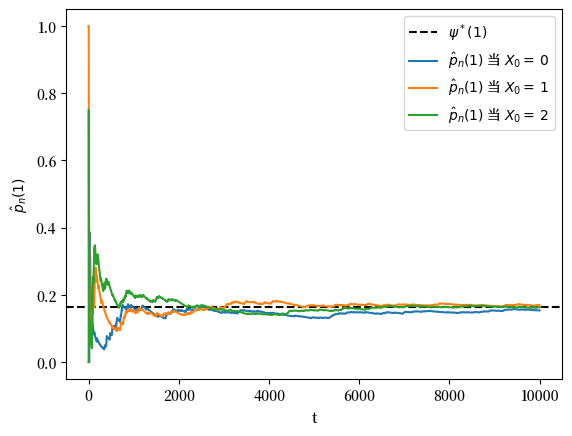 ψ*(1)
p̂ₙ(1) 当 X₀ = 0
p̂ₙ(1) 当 X₀ = 1
p̂ₙ(1) 当 X₀ = 2
p̂ₙ(1)
1.0
0.8
0.6
0.4
0.2
0.0
0 2000 4000 6000 8000 10000
t